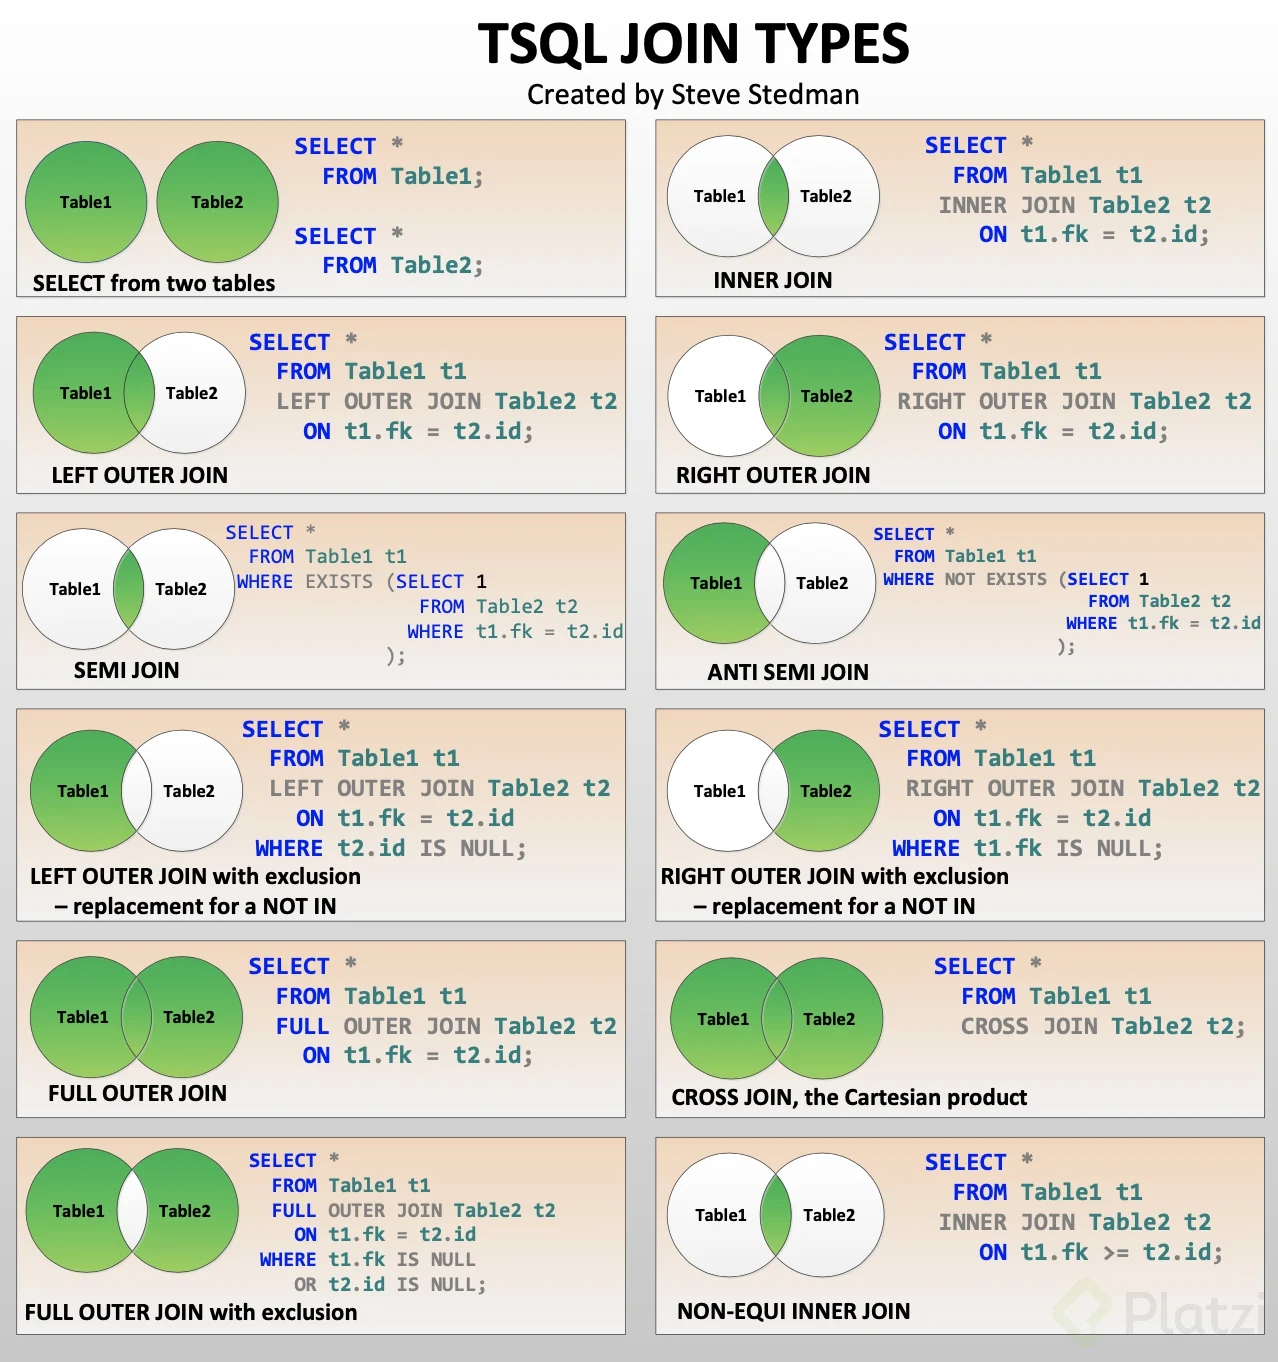 TSQL JOIN TYPES
Created by Steve Stedman
Table1
Table2
SELECT *
FROM Table1;
SELECT *
FROM Table2;
SELECT from two tables
Table1
Table2
SELECT *
FROM Table1 t1
INNER JOIN Table2 t2
ON t1.fk = t2.id;
INNER JOIN
Table1
Table2
SELECT *
FROM Table1 t1
LEFT OUTER JOIN Table2 t2
ON t1.fk = t2.id;
LEFT OUTER JOIN
Table1
Table2
SELECT *
FROM Table1 t1
RIGHT OUTER JOIN Table2 t2
ON t1.fk = t2.id;
RIGHT OUTER JOIN
Table1
Table2
SELECT *
FROM Table1 t1
WHERE EXISTS (SELECT 1
FROM Table2 t2
WHERE t1.fk = t2.id
);
SEMI JOIN
Table1
Table2
SELECT *
FROM Table1 t1
WHERE NOT EXISTS (SELECT 1
FROM Table2 t2
WHERE t1.fk = t2.id
);
ANTI SEMI JOIN
Table1
Table2
SELECT *
FROM Table1 t1
LEFT OUTER JOIN Table2 t2
ON t1.fk = t2.id
WHERE t2.id IS NULL;
LEFT OUTER JOIN with exclusion
– replacement for a NOT IN
Table1
Table2
SELECT *
FROM Table1 t1
RIGHT OUTER JOIN Table2 t2
ON t1.fk = t2.id
WHERE t1.fk IS NULL;
RIGHT OUTER JOIN with exclusion
– replacement for a NOT IN
Table1
Table2
SELECT *
FROM Table1 t1
FULL OUTER JOIN Table2 t2
ON t1.fk = t2.id;
FULL OUTER JOIN
Table1
Table2
SELECT *
FROM Table1 t1
CROSS JOIN Table2 t2;
CROSS JOIN, the Cartesian product
Table1
Table2
SELECT *
FROM Table1 t1
FULL OUTER JOIN Table2 t2
ON t1.fk = t2.id
WHERE t1.fk IS NULL
OR t2.id IS NULL;
FULL OUTER JOIN with exclusion
Table1
Table2
SELECT *
FROM Table1 t1
INNER JOIN Table2 t2
ON t1.fk >= t2.id;
NON-EQUI INNER JOIN
Platzi